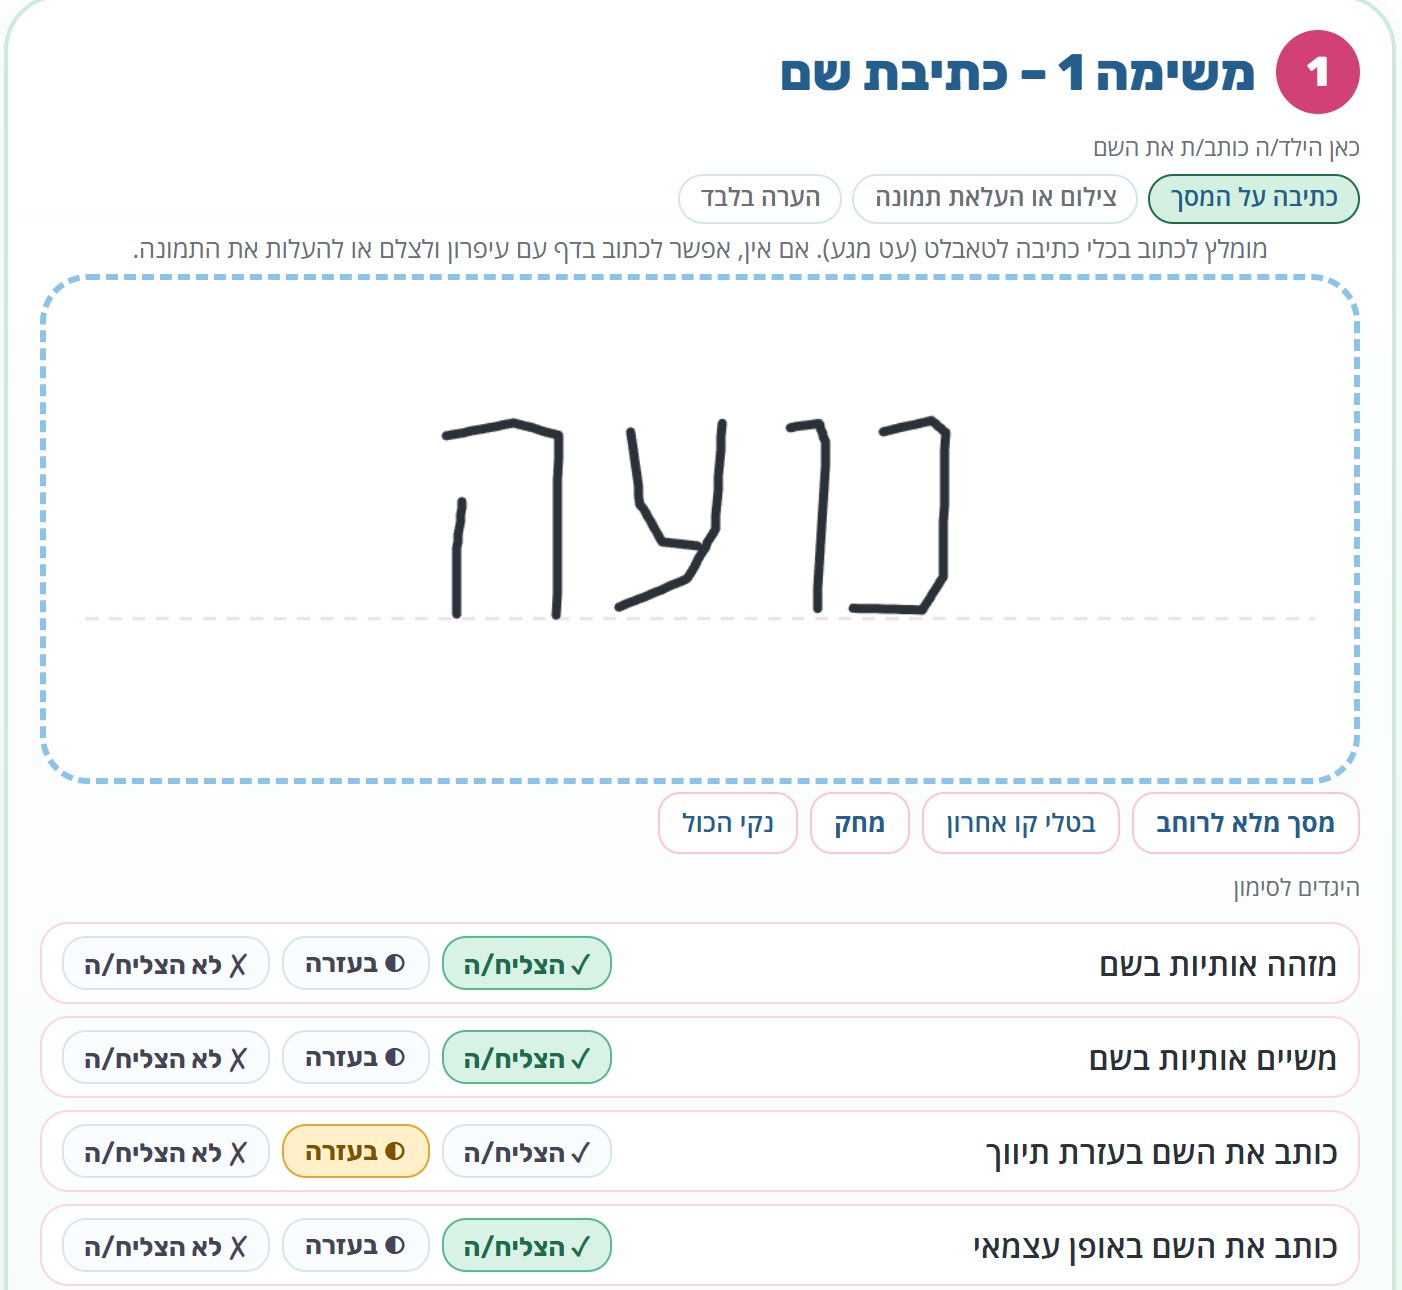 1 משימה 1 – כתיבת שם
כאן הילד/ה כותב/ת את השם
כתיבה על המסך צילום או העלאת תמונה הערה בלבד
מומלץ לכתוב בכלי כתיבה לטאבלט (עט מגע). אם אין, אפשר לכתוב בדף עם עיפרון ולצלם או להעלות את התמונה.
נועה
מסך מלא לרוחב בטלי קו אחרון מחק נקי הכול
היגדים לסימון
מזהה אותיות בשם ✓ הצליח/ה ◐ בעזרה ✗ לא הצליח/ה
משיים אותיות בשם ✓ הצליח/ה ◐ בעזרה ✗ לא הצליח/ה
כותב את השם בעזרת תיווך ✓ הצליח/ה ◐ בעזרה ✗ לא הצליח/ה
כותב את השם באופן עצמאי ✓ הצליח/ה ◐ בעזרה ✗ לא הצליח/ה